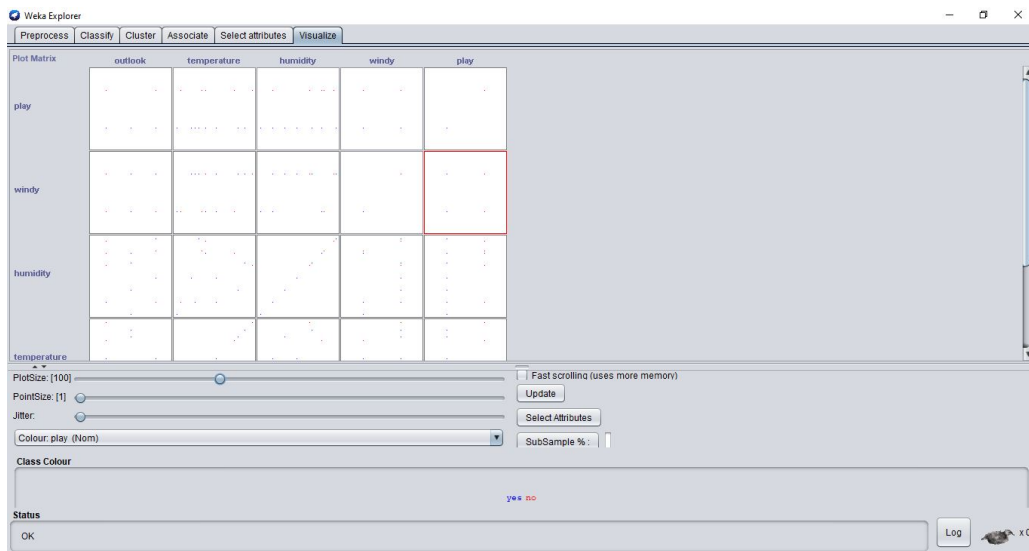 Weka Explorer
Preprocess Classify Cluster Associate Select attributes Visualize
Plot Matrix outlook temperature humidity windy play
play
windy
humidity
temperature
PlotSize: [100]
Fast scrolling (uses more memory)
PointSize: [1]
Update
Jitter:
Select Attributes
Colour: play (Nom)
SubSample % :
Class Colour
yes no
Status
OK
Log
x 0